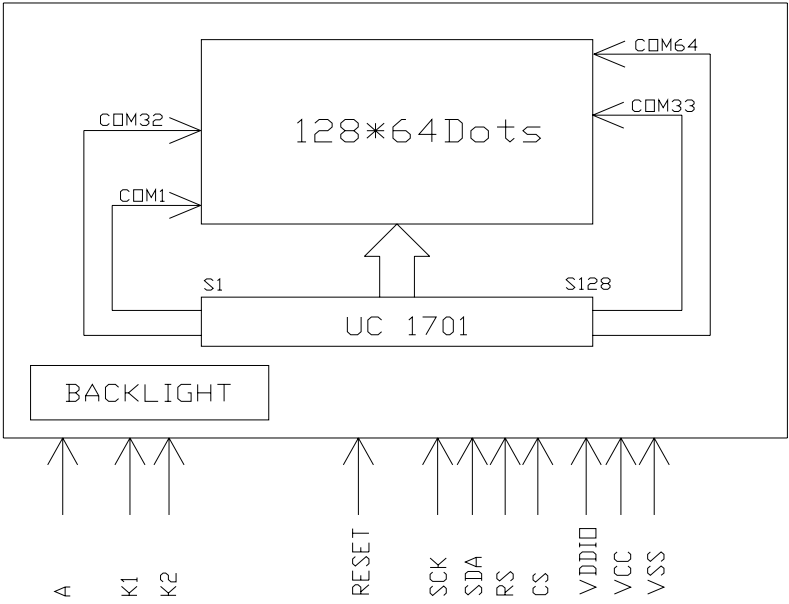 COM64
COM32
128*64Dots
COM33
COM1
S1
S128
UC 1701
BACKLIGHT
A
K1
K2
RESET
SCK
SDA
RS
CS
VDDIO
VCC
VSS